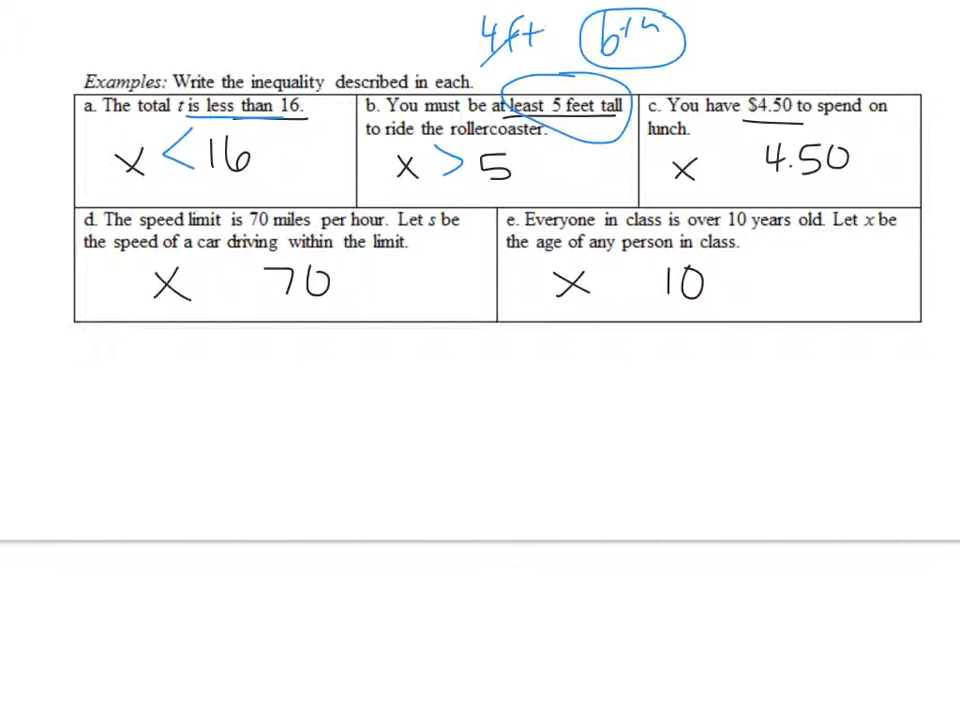 4ft 6ft
Examples: Write the inequality described in each.
a. The total t is less than 16.
x < 16
b. You must be at least 5 feet tall
to ride the rollercoaster.
x > 5
c. You have $4.50 to spend on
lunch.
x 4.50
d. The speed limit is 70 miles per hour. Let s be
the speed of a car driving within the limit.
x 70
e. Everyone in class is over 10 years old. Let x be
the age of any person in class.
x 10